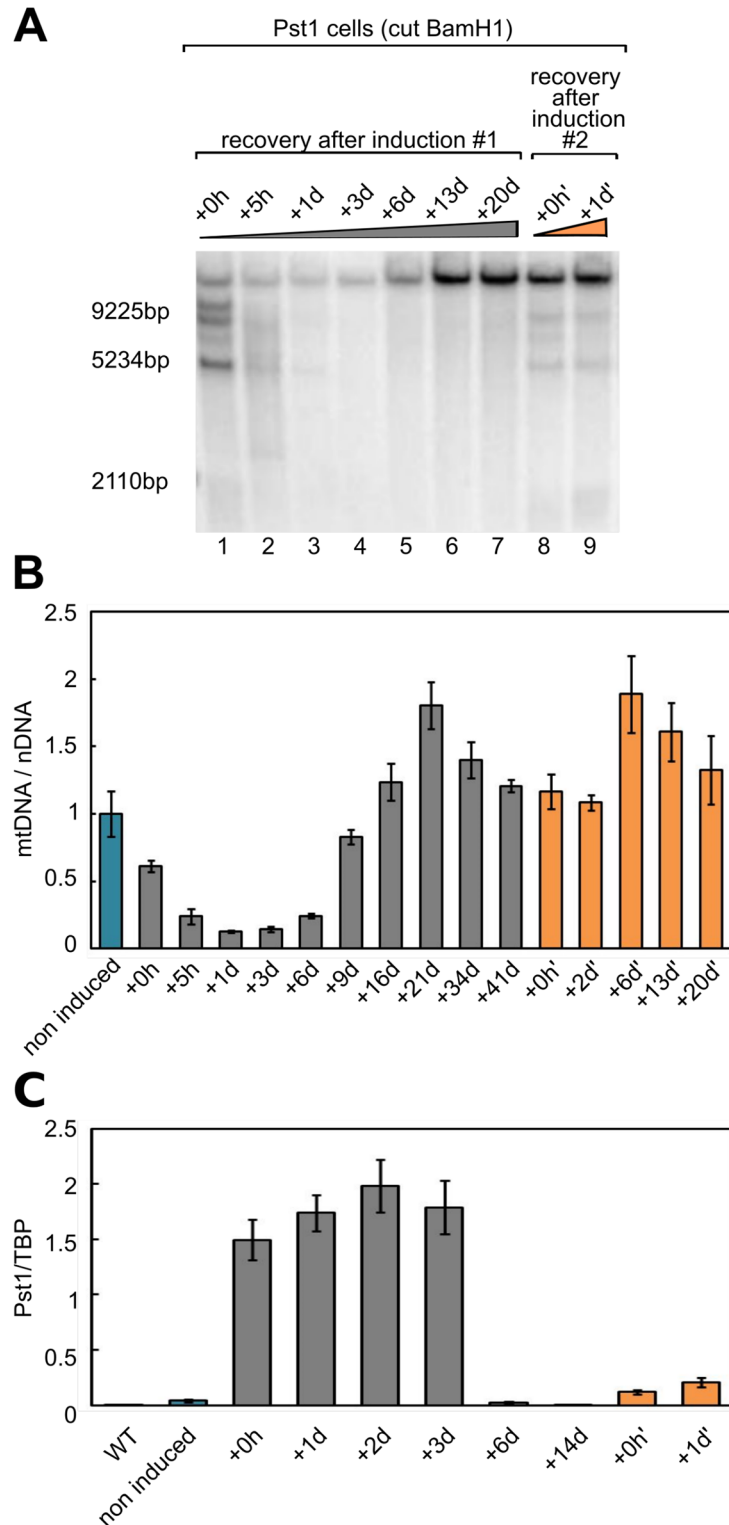 A
Pst1 cells (cut BamH1)
recovery
after
induction
#2
recovery after induction #1
+0h +5h +1d +3d +6d +13d +20d +0h' +1d'
9225bp
5234bp
2110bp
1 2 3 4 5 6 7 8 9
B
2.5
2
1.5
1
0.5
0
mtDNA / nDNA
non induced +0h +5h +1d +3d +6d +9d +16d +21d +34d +41d +0h' +2d' +6d' +13d' +20d'
C
2.5
2
1.5
1
0.5
0
Pst1/TBP
WT non induced +0h +1d +2d +3d +6d +14d +0h' +1d'